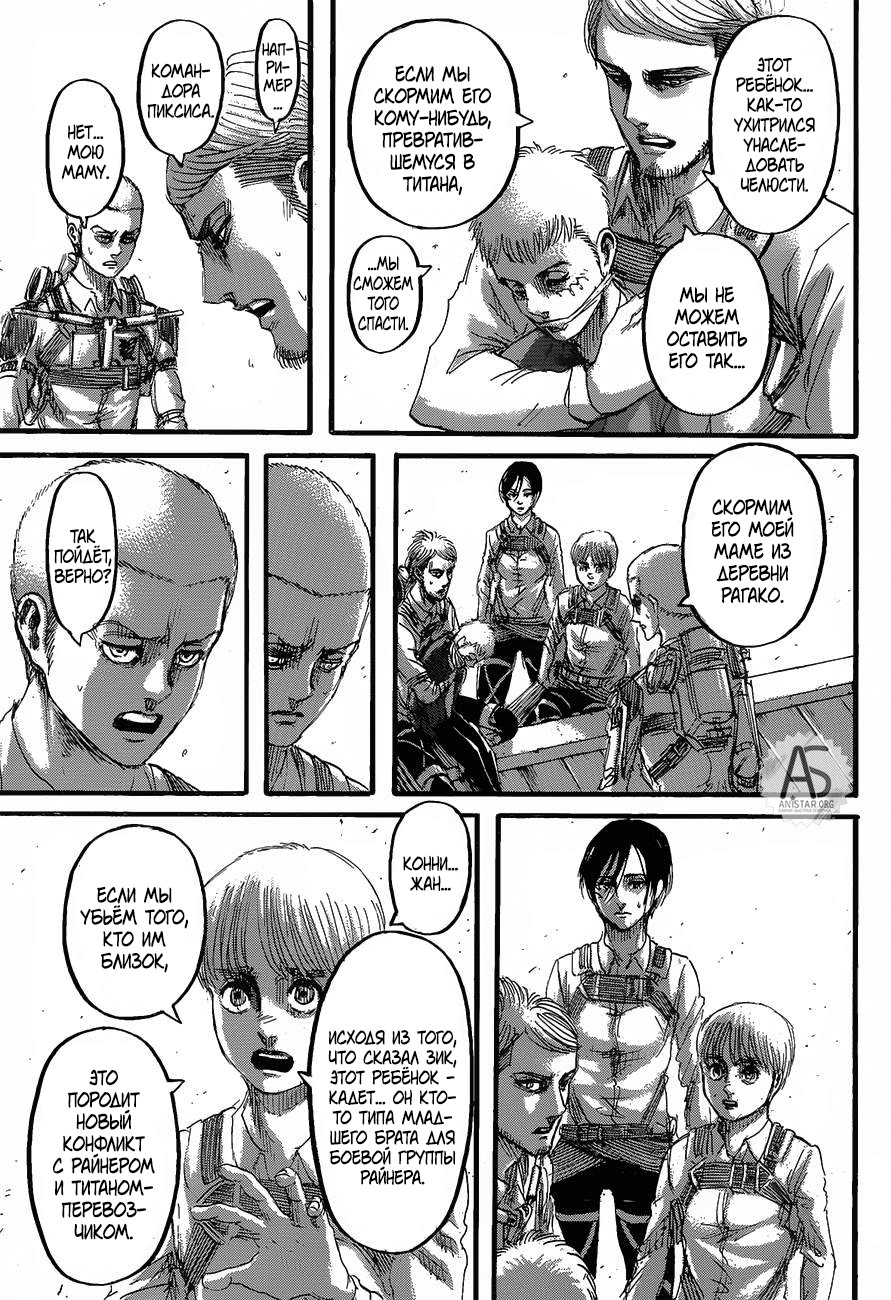 ЭТОТ
РЕБЁНОК...
КАК-ТО
УХИТРИЛСЯ
УНАСЛЕ-
ДОВАТЬ
ЧЕЛЮСТИ.
МЫ НЕ
МОЖЕМ
ОСТАВИТЬ
ЕГО ТАК...
ЕСЛИ МЫ
СКОРМИМ ЕГО
КОМУ-НИБУДЬ,
ПРЕВРАТИВ-
ШЕМУСЯ В
ТИТАНА,
...МЫ
СМОЖЕМ
ТОГО
СПАСТИ.
НАП-
РИ-
МЕР
...
КОМАН-
ДОРА
ПИКСИСА.
НЕТ...
МОЮ
МАМУ.
СКОРМИМ
ЕГО МОЕЙ
МАМЕ ИЗ
ДЕРЕВНИ
РАГАКО.
ТАК
ПОЙДЁТ,
ВЕРНО?
КОННИ...
ЖАН...
ИСХОДЯ ИЗ ТОГО,
ЧТО СКАЗАЛ ЗИК,
ЭТОТ РЕБЁНОК -
КАДЕТ... ОН КТО-
ТО ТИПА МЛАД-
ШЕГО БРАТА ДЛЯ
БОЕВОЙ ГРУППЫ
РАЙНЕРА.
ЕСЛИ МЫ
УБЬЁМ ТОГО,
КТО ИМ
БЛИЗОК,
ЭТО
ПОРОДИТ
НОВЫЙ
КОНФЛИКТ
С РАЙНЕРОМ
И ТИТАНОМ-
ПЕРЕВОЗ-
ЧИКОМ.
AS
ANISTAR.ORG